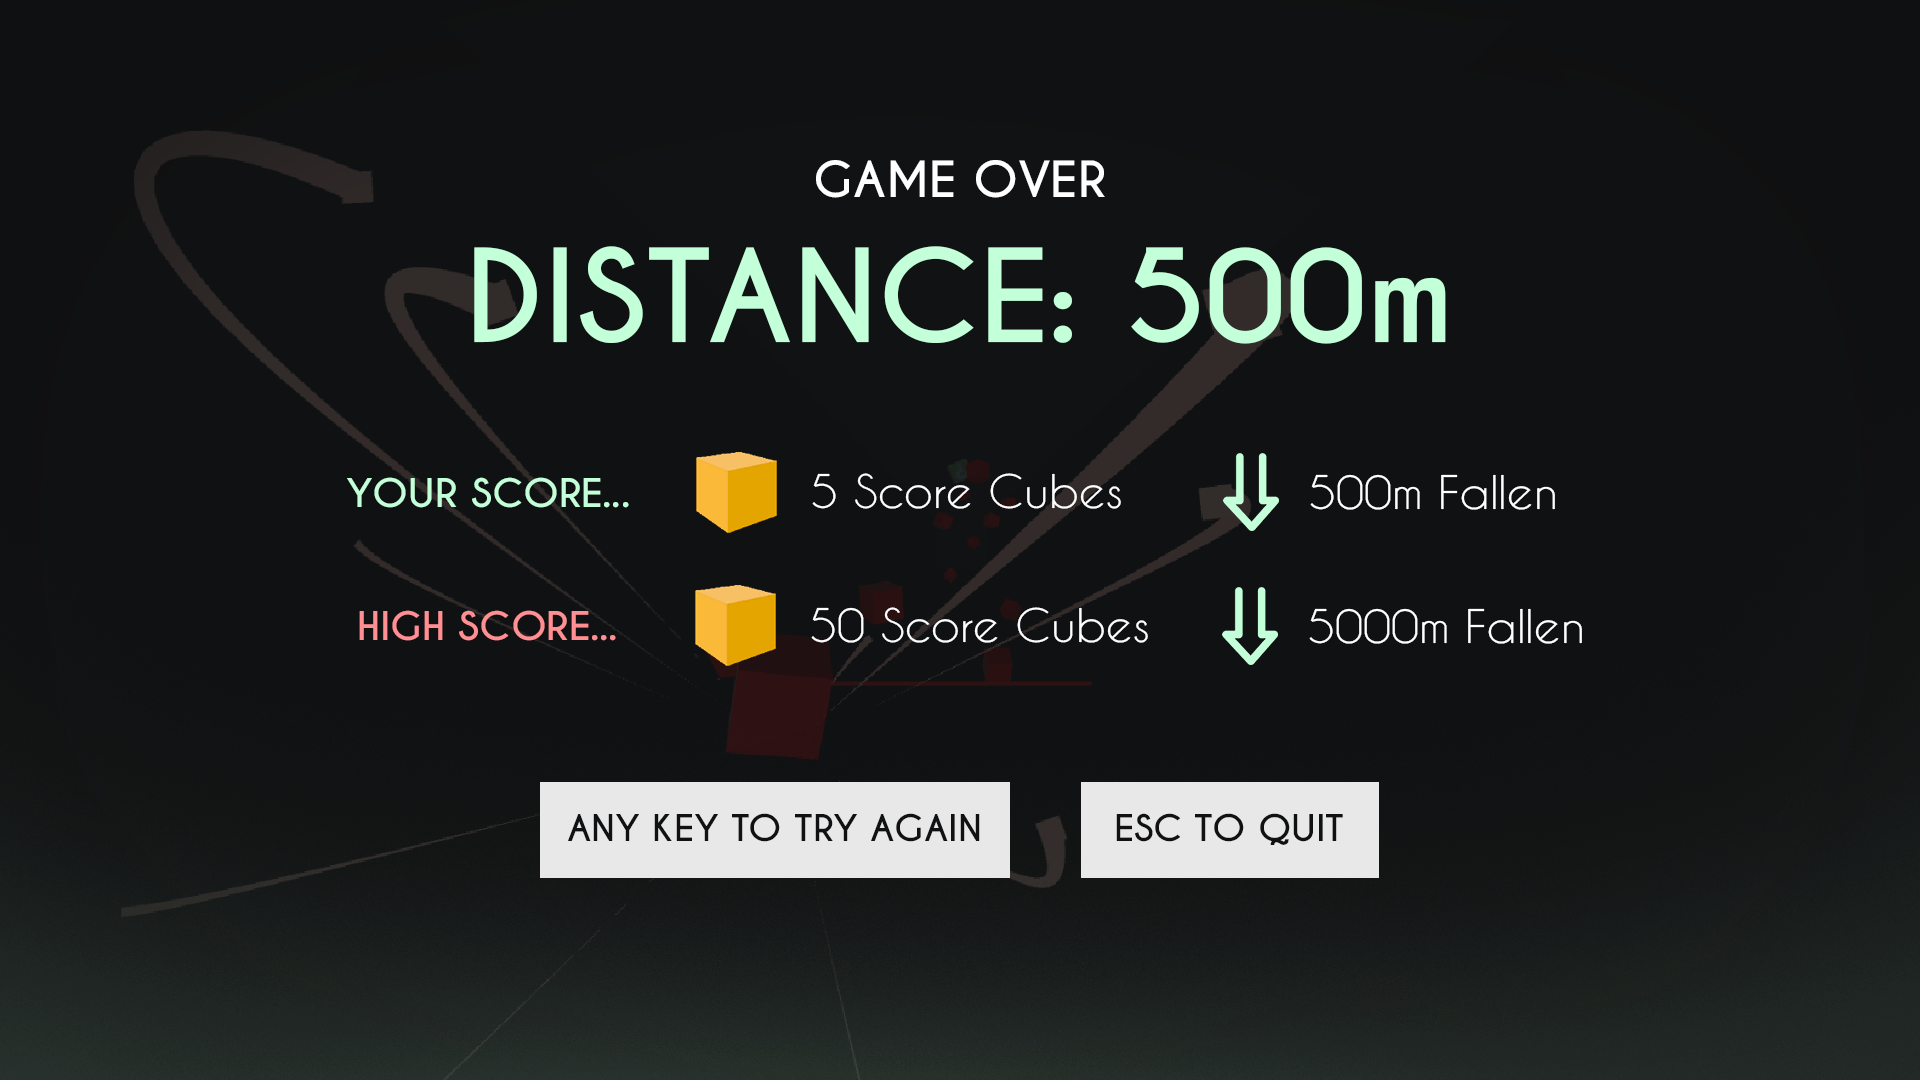 GAME OVER
DISTANCE: 500m
YOUR SCORE... 5 Score Cubes 500m Fallen
HIGH SCORE... 50 Score Cubes 5000m Fallen
ANY KEY TO TRY AGAIN ESC TO QUIT